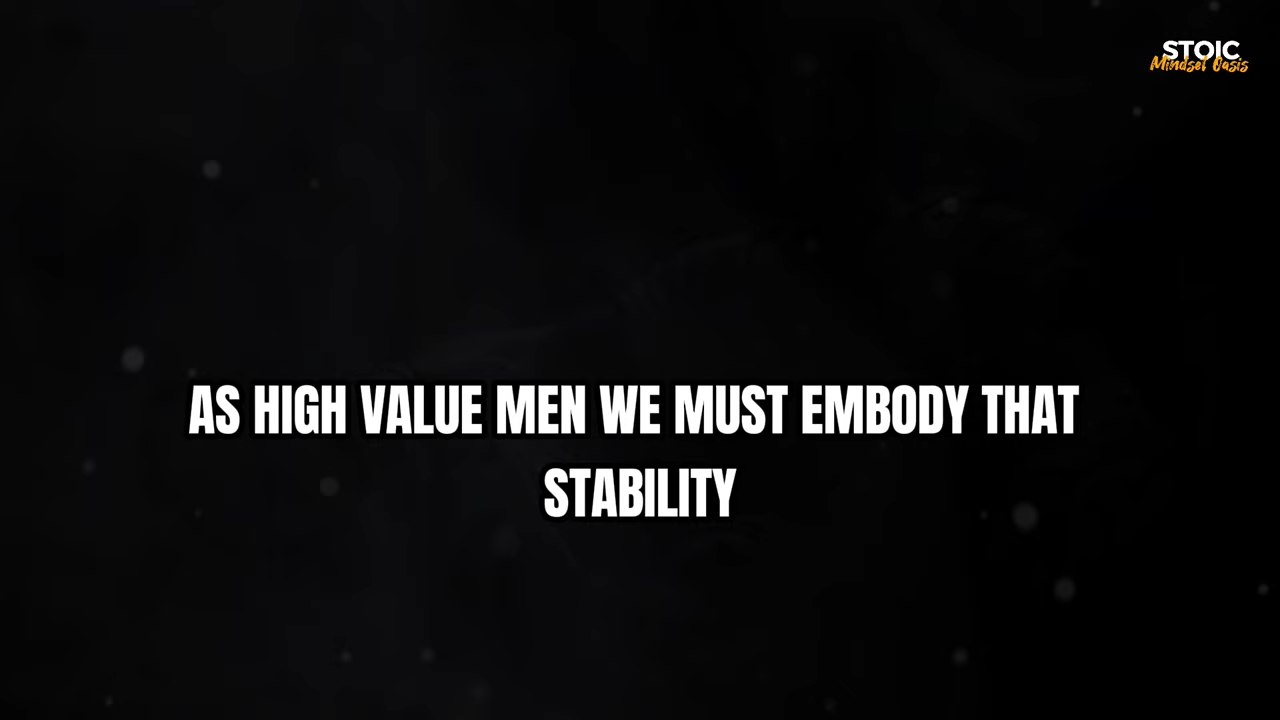 STOIC
Mindset Oasis
AS HIGH VALUE MEN WE MUST EMBODY THAT
STABILITY